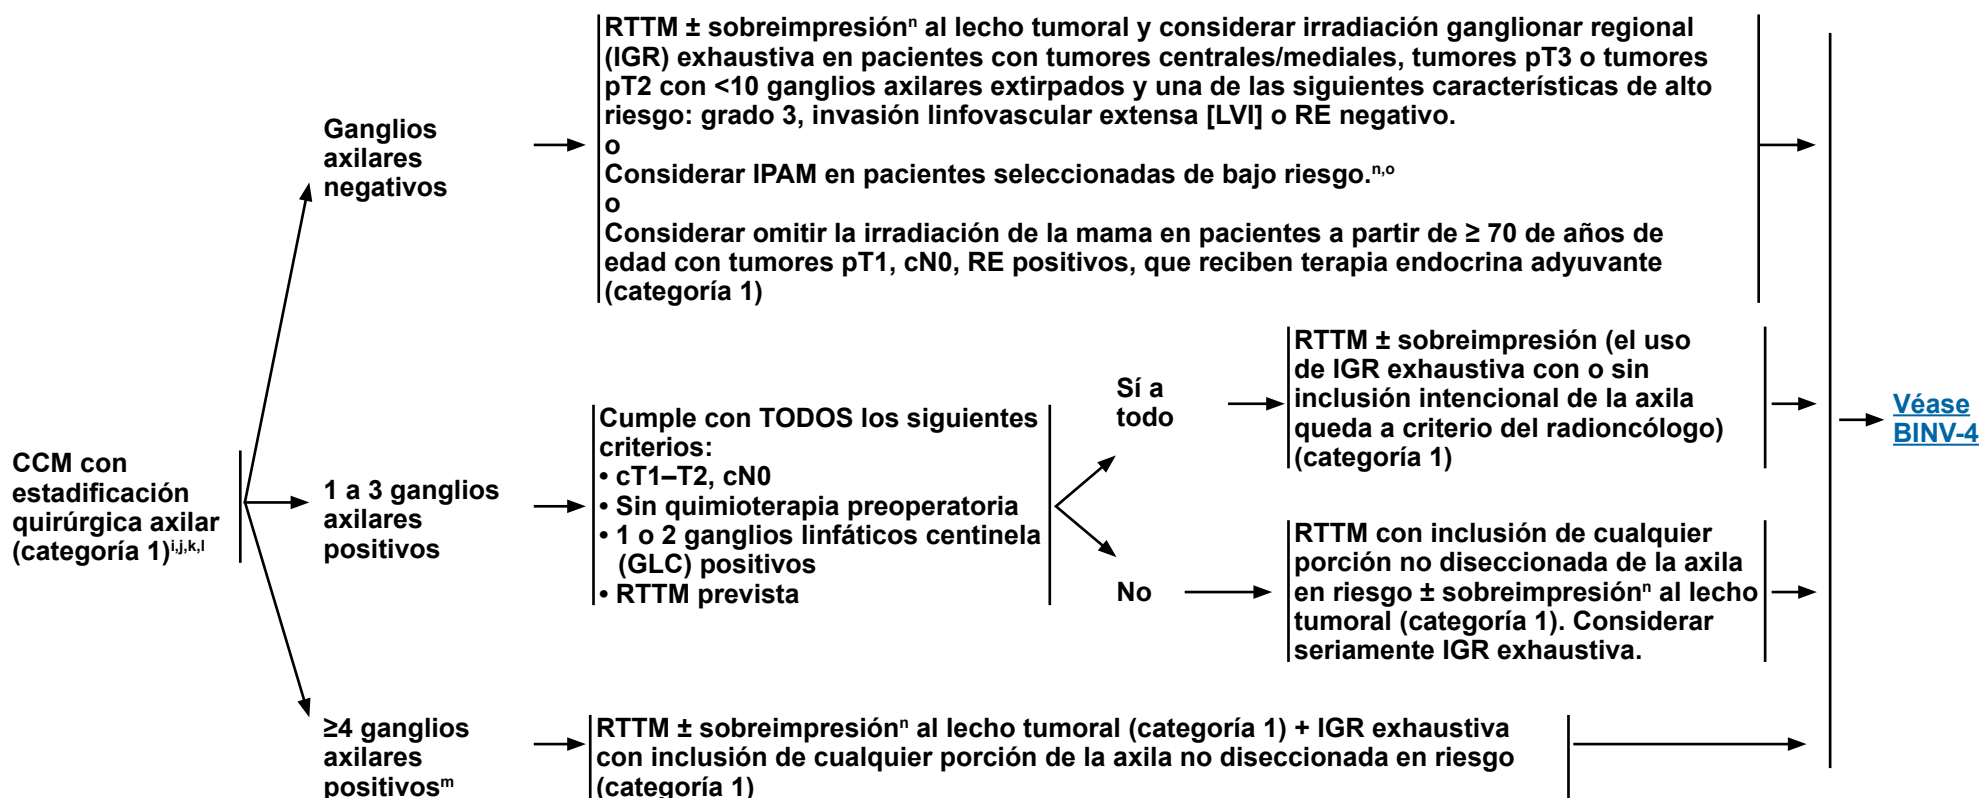 RTTM ± sobreimpresiónⁿ al lecho tumoral y considerar irradiación ganglionar regional
(IGR) exhaustiva en pacientes con tumores centrales/mediales, tumores pT3 o tumores
pT2 con <10 ganglios axilares extirpados y una de las siguientes características de alto
riesgo: grado 3, invasión linfovascular extensa [LVI] o RE negativo.
o
Considerar IPAM en pacientes seleccionadas de bajo riesgo.ⁿ,ᵒ
o
Considerar omitir la irradiación de la mama en pacientes a partir de ≥ 70 de años de
edad con tumores pT1, cN0, RE positivos, que reciben terapia endocrina adyuvante
(categoría 1)
Ganglios
axilares
negativos
CCM con
estadificación
quirúrgica axilar
(categoría 1)ⁱ,ʲ,ᵏ,ˡ
1 a 3 ganglios
axilares
positivos
Cumple con TODOS los siguientes
criterios:
• cT1–T2, cN0
• Sin quimioterapia preoperatoria
• 1 o 2 ganglios linfáticos centinela
(GLC) positivos
• RTTM prevista
Sí a
todo
RTTM ± sobreimpresión (el uso
de IGR exhaustiva con o sin
inclusión intencional de la axila
queda a criterio del radioncólogo)
(categoría 1)
No
RTTM con inclusión de cualquier
porción no diseccionada de la axila
en riesgo ± sobreimpresiónⁿ al lecho
tumoral (categoría 1). Considerar
seriamente IGR exhaustiva.
Véase
BINV-4
≥4 ganglios
axilares
positivosᵐ
RTTM ± sobreimpresiónⁿ al lecho tumoral (categoría 1) + IGR exhaustiva
con inclusión de cualquier porción de la axila no diseccionada en riesgo
(categoría 1)